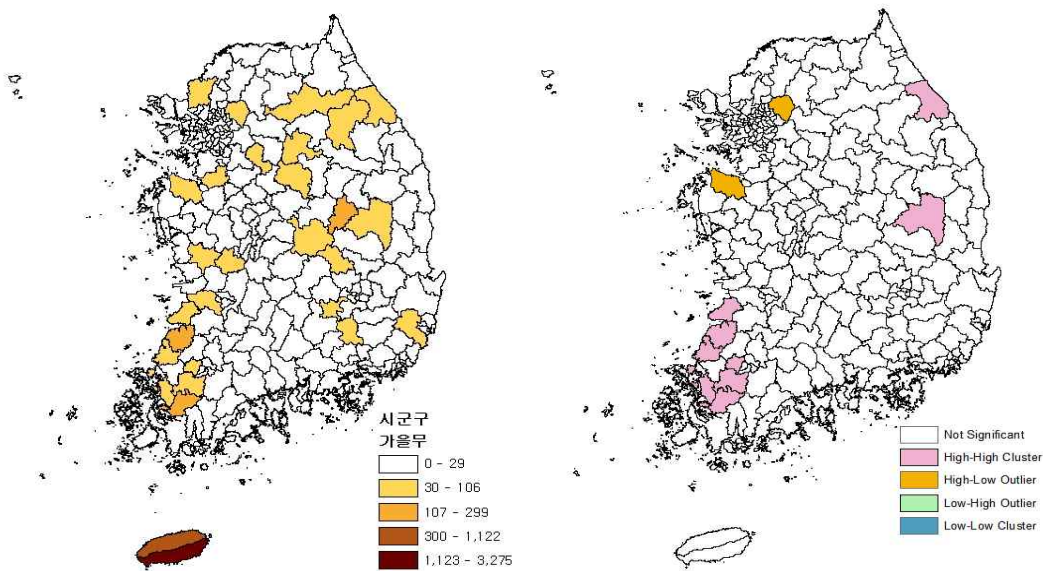 시군구
가을무
0 - 29
30 - 106
107 - 299
300 - 1,122
1,123 - 3,275
Not Significant
High-High Cluster
High-Low Outlier
Low-High Outlier
Low-Low Cluster